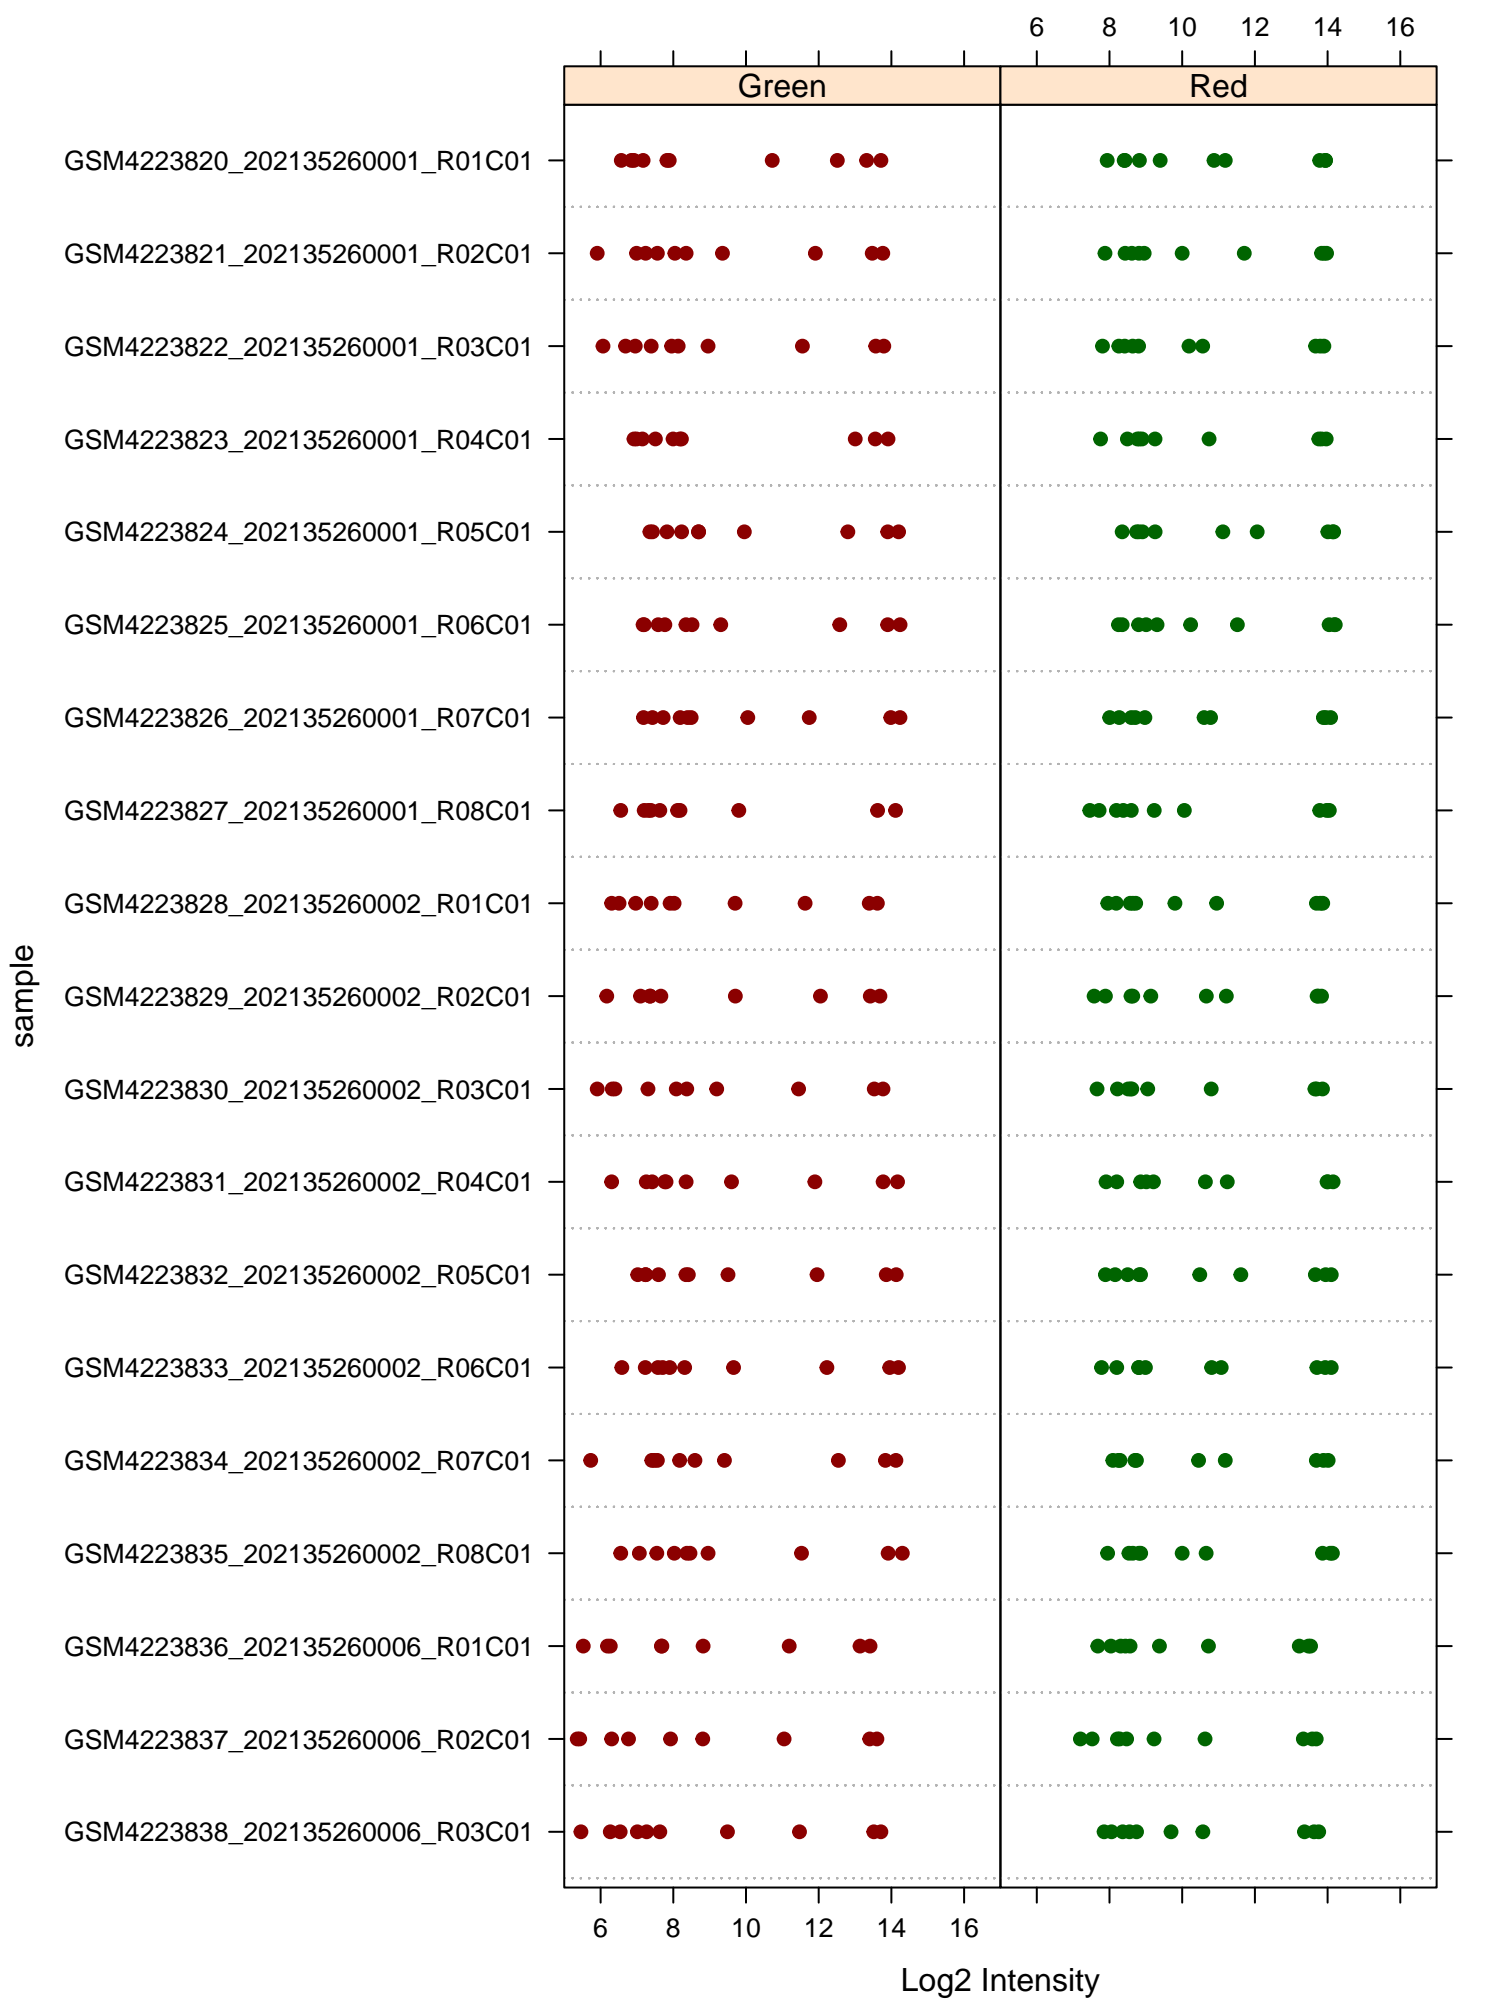 6 8 10 12 14 16
Green Red
GSM4223820_202135260001_R01C01
GSM4223821_202135260001_R02C01
GSM4223822_202135260001_R03C01
GSM4223823_202135260001_R04C01
GSM4223824_202135260001_R05C01
GSM4223825_202135260001_R06C01
GSM4223826_202135260001_R07C01
GSM4223827_202135260001_R08C01
GSM4223828_202135260002_R01C01
GSM4223829_202135260002_R02C01
GSM4223830_202135260002_R03C01
GSM4223831_202135260002_R04C01
GSM4223832_202135260002_R05C01
GSM4223833_202135260002_R06C01
GSM4223834_202135260002_R07C01
GSM4223835_202135260002_R08C01
GSM4223836_202135260006_R01C01
GSM4223837_202135260006_R02C01
GSM4223838_202135260006_R03C01
sample
6 8 10 12 14 16
Log2 Intensity